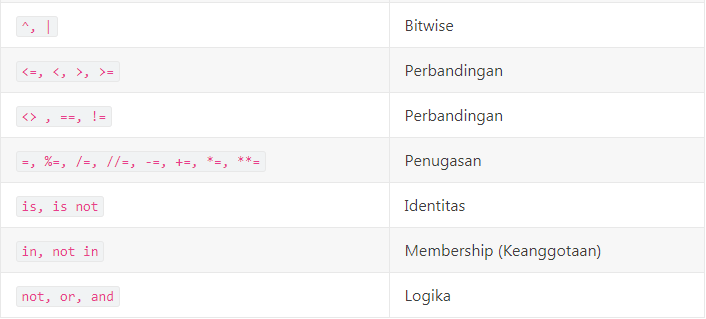 ^, | Bitwise
<=, <, >, >= Perbandingan
<> , ==, != Perbandingan
=, %=, /=, //=, -=, +=, *=, **= Penugasan
is, is not Identitas
in, not in Membership (Keanggotaan)
not, or, and Logika